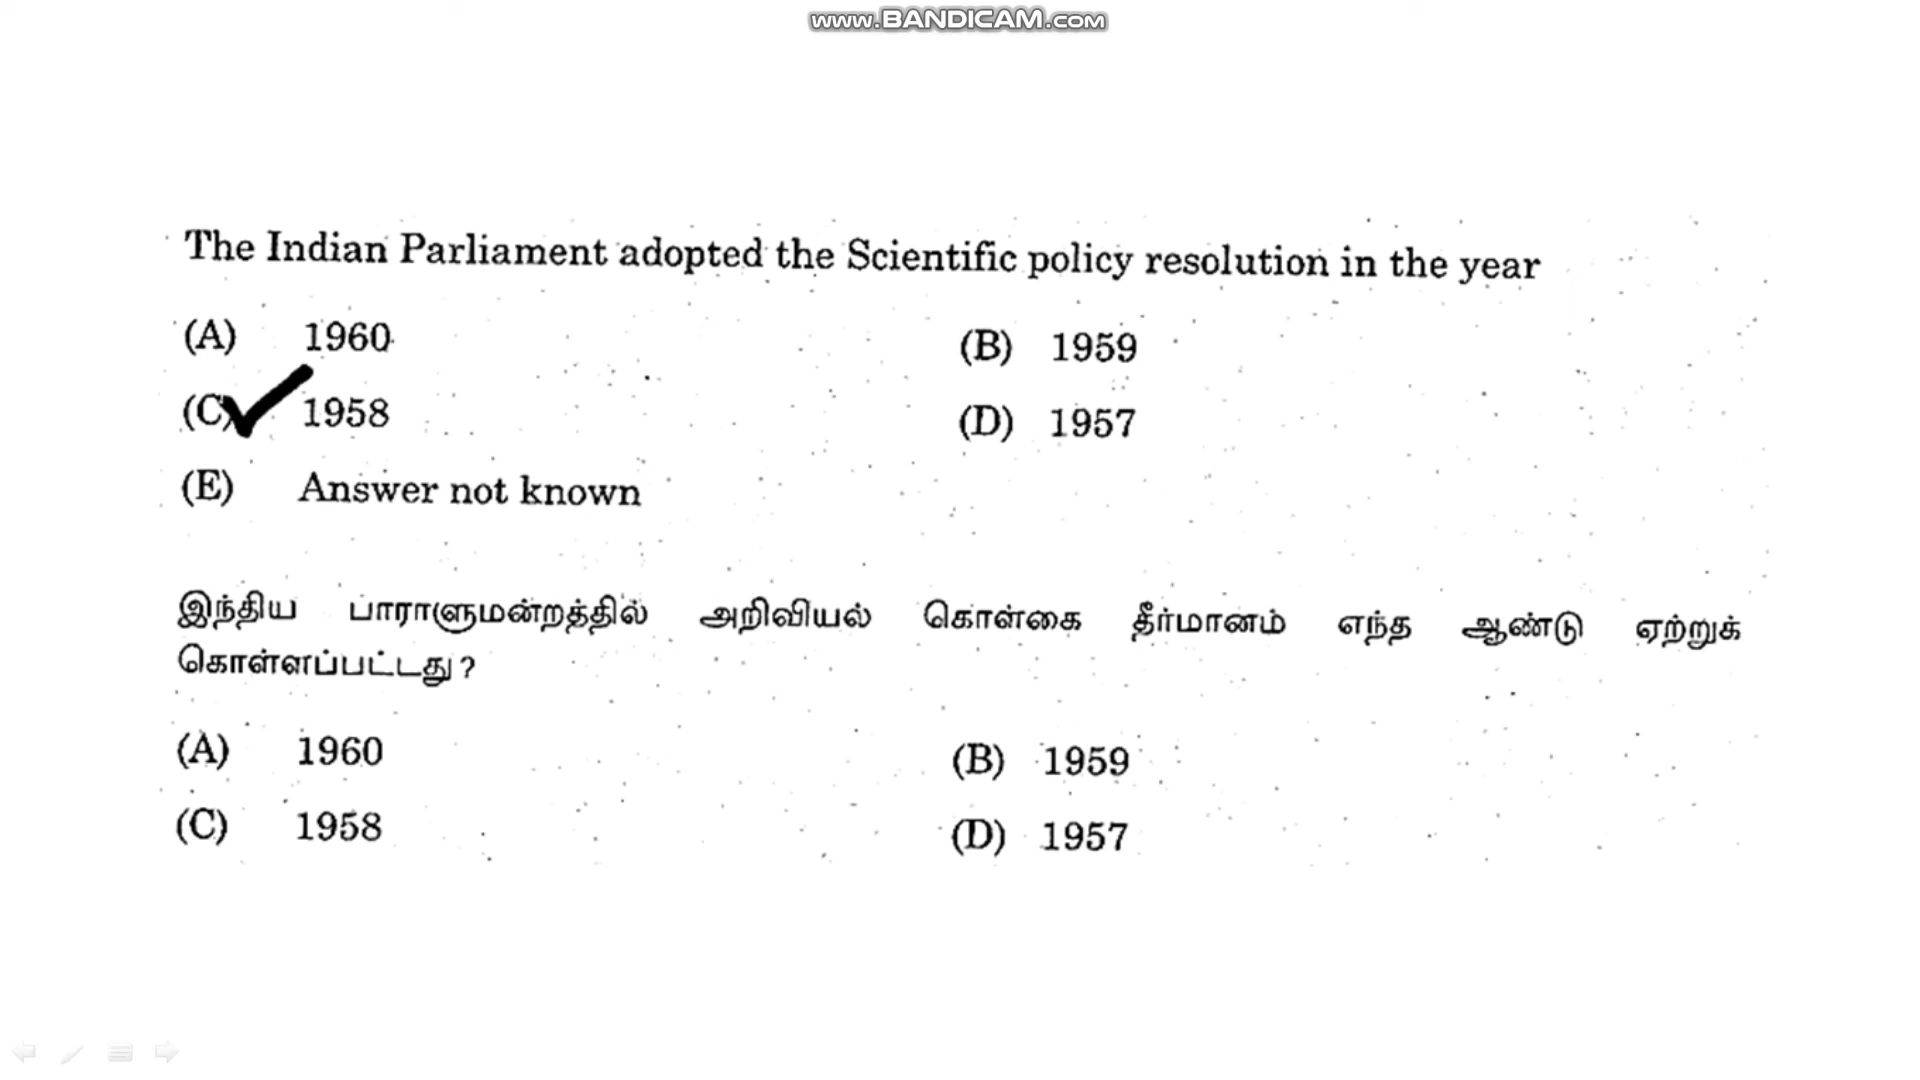 www.BANDICAM.com
The Indian Parliament adopted the Scientific policy resolution in the year
(A) 1960 (B) 1959
(C) 1958 (D) 1957
(E) Answer not known
இந்திய பாராளுமன்றத்தில் அறிவியல் கொள்கை தீர்மானம் எந்த ஆண்டு ஏற்றுக்
கொள்ளப்பட்டது?
(A) 1960 (B) 1959
(C) 1958 (D) 1957